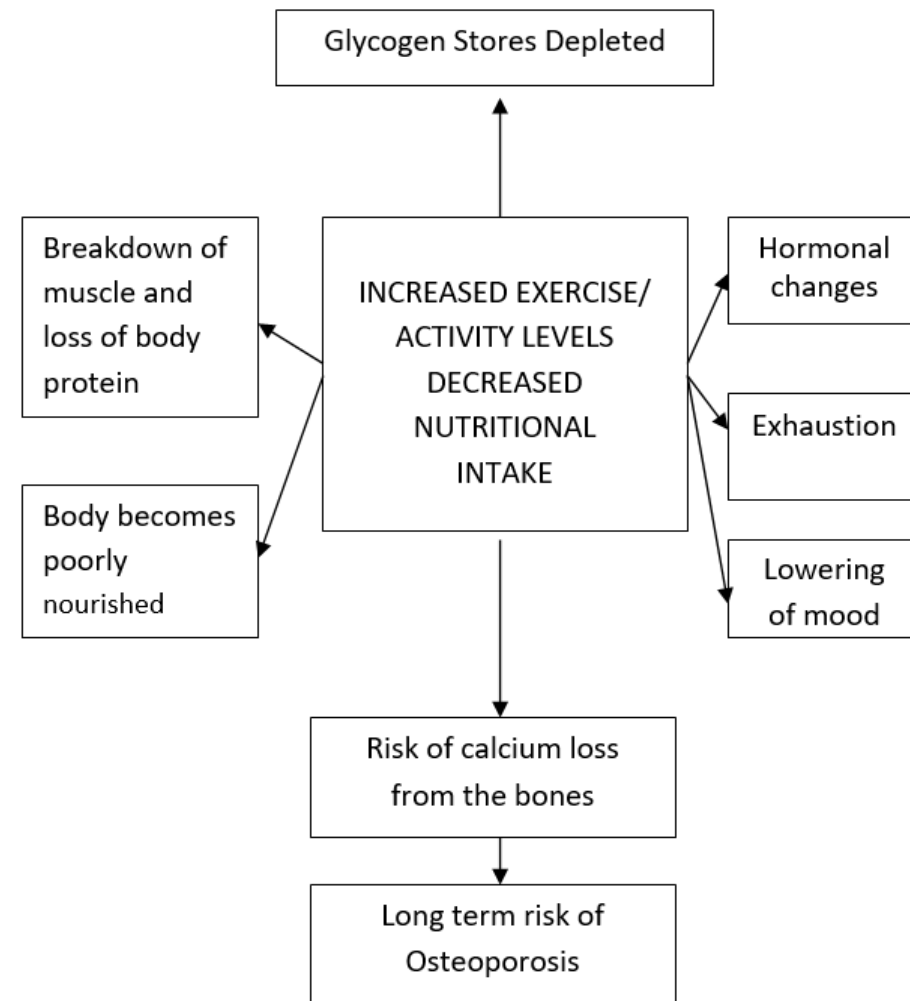 Glycogen Stores Depleted
Breakdown of
muscle and
loss of body
protein
INCREASED EXERCISE/
ACTIVITY LEVELS
DECREASED
NUTRITIONAL
INTAKE
Hormonal
changes
Exhaustion
Body becomes
poorly
nourished
Lowering
of mood
Risk of calcium loss
from the bones
Long term risk of
Osteoporosis